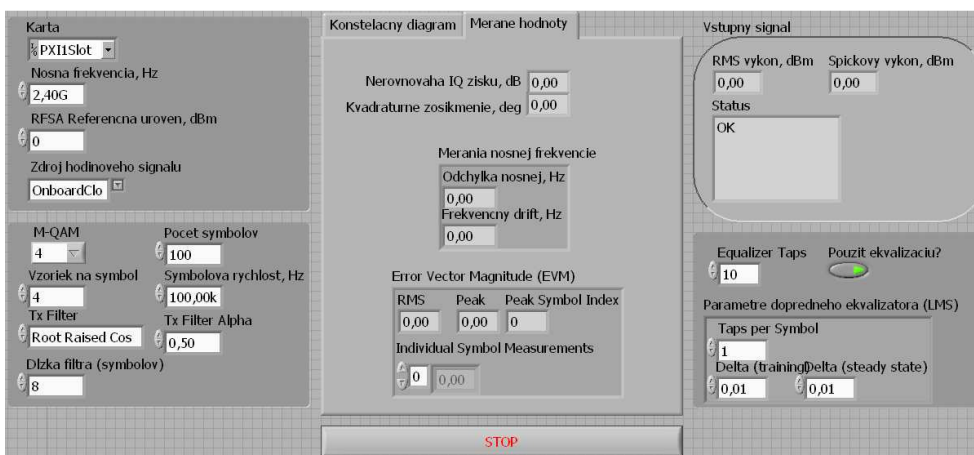 Karta
PXI1Slot
Nosna frekvencia, Hz
2,40G
RFSA Referencna uroven, dBm
0
Zdroj hodinoveho signalu
OnboardClo
M-QAM
Pocet symbolov
4
100
Vzoriek na symbol
Symbolova rychlost, Hz
4
100,00k
Tx Filter
Tx Filter Alpha
Root Raised Cos
0,50
Dlzka filtra (symbolov)
8
Konstelacny diagram
Merane hodnoty
Nerovnovaha IQ zisku, dB
0,00
Kvadraturne zosikmenie, deg
0,00
Merania nosnej frekvencie
Odchylka nosnej, Hz
0,00
Frekvencny drift, Hz
0,00
Error Vector Magnitude (EVM)
RMS
Peak
Peak Symbol Index
0,00
0,00
0
Individual Symbol Measurements
0
0,00
STOP
Vstupny signal
RMS vykon, dBm
Spickovy vykon, dBm
0,00
0,00
Status
OK
Equalizer Taps
Pouzit ekvalizaciu?
10
Parametre dopredneho ekvalizatora (LMS)
Taps per Symbol
1
Delta (training)
Delta (steady state)
0,01
0,01